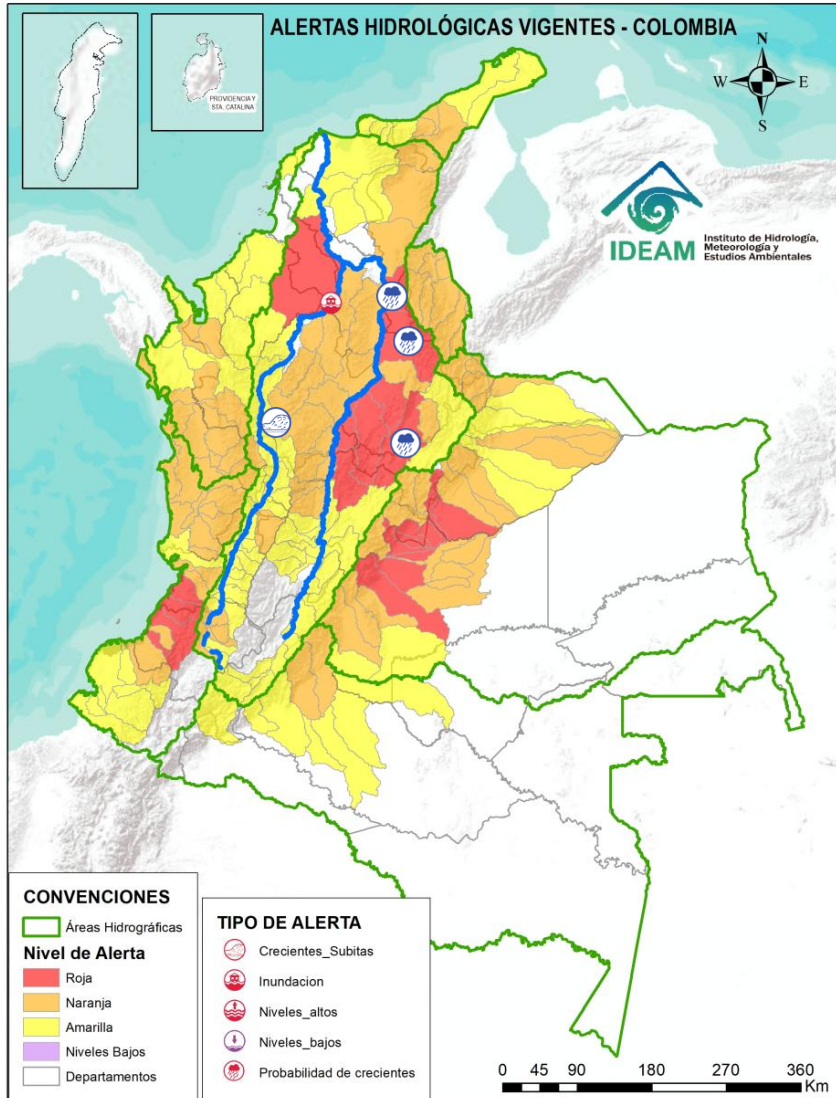 ALERTAS HIDROLÓGICAS VIGENTES - COLOMBIA
PROVIDENCIA Y
STA. CATALINA
N
W
E
S
IDEAM
Instituto de Hidrología,
Meteorología y
Estudios Ambientales
CONVENCIONES
Áreas Hidrográficas
Nivel de Alerta
Roja
Naranja
Amarilla
Niveles Bajos
Departamentos
TIPO DE ALERTA
Crecientes_Subitas
Inundacion
Niveles_altos
Niveles_bajos
Probabilidad de crecientes
0 45 90 180 270 360
Km